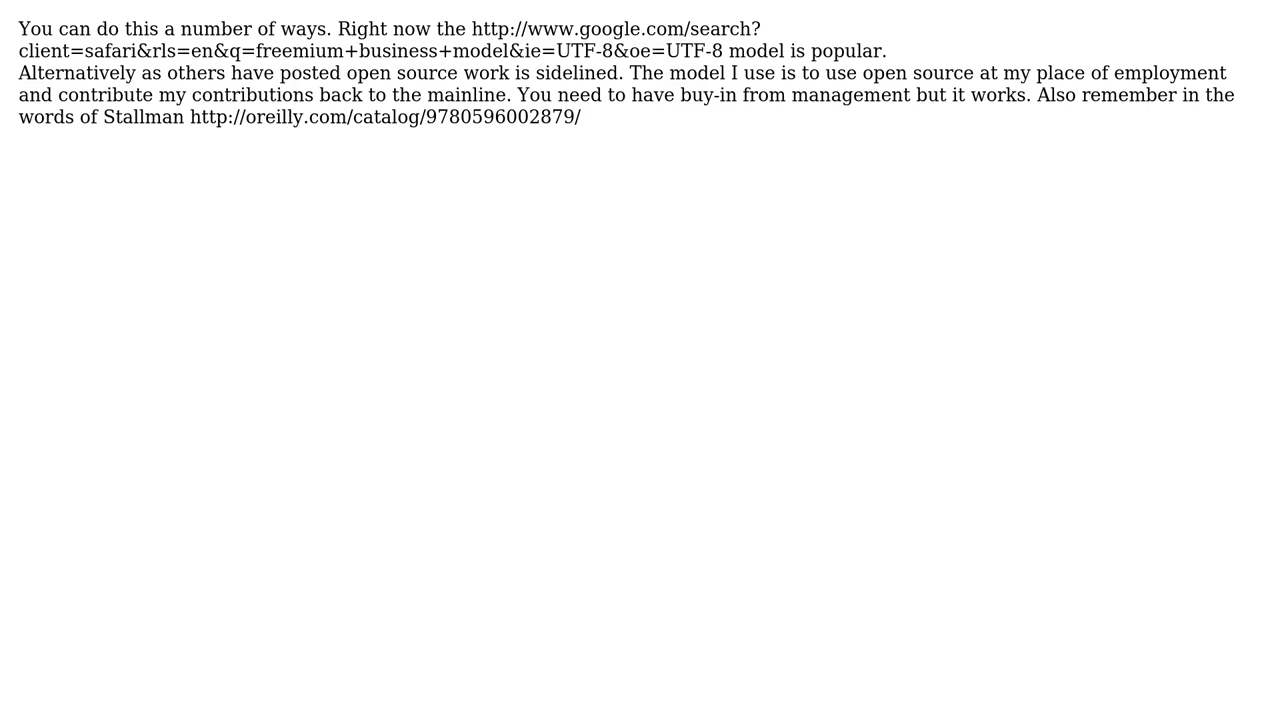 You can do this a number of ways. Right now the http://www.google.com/search?
client=safari&rls=en&q=freemium+business+model&ie=UTF-8&oe=UTF-8 model is popular.
Alternatively as others have posted open source work is sidelined. The model I use is to use open source at my place of employment
and contribute my contributions back to the mainline. You need to have buy-in from management but it works. Also remember in the
words of Stallman http://oreilly.com/catalog/9780596002879/